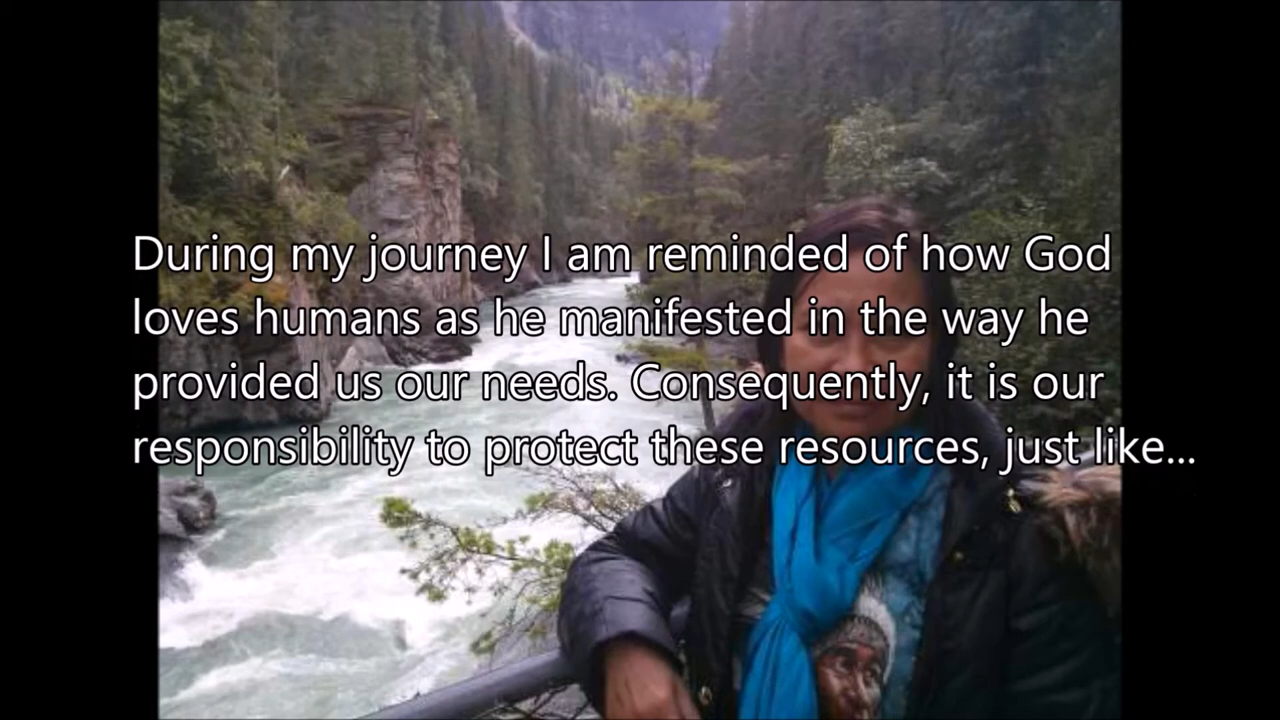 During my journey I am reminded of how God
loves humans as he manifested in the way he
provided us our needs. Consequently, it is our
responsibility to protect these resources, just like...